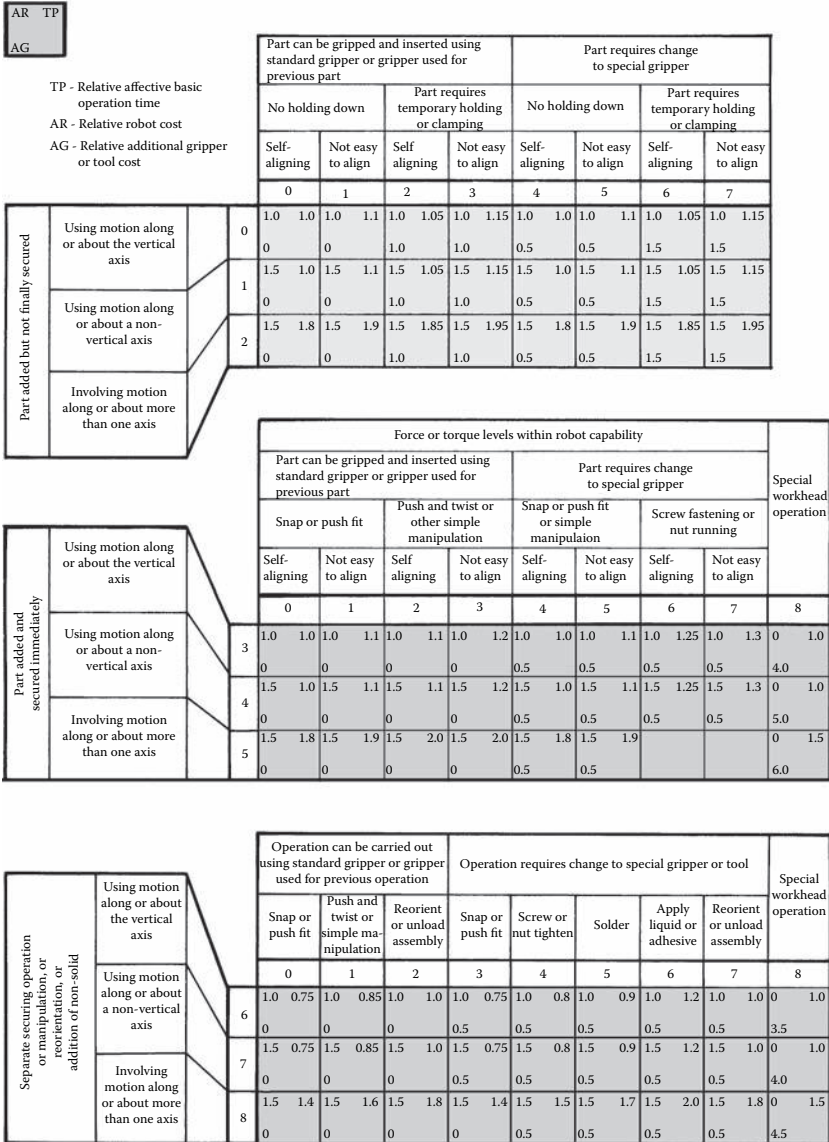 AR TP
AG
TP - Relative affective basic
operation time
AR - Relative robot cost
AG - Relative additional gripper
or tool cost
Part can be gripped and inserted using
standard gripper or gripper used for
previous part
Part requires change
to special gripper
No holding down
Part requires
temporary holding
or clamping
No holding down
Part requires
temporary holding
or clamping
Self-
aligning
Not easy
to align
Self
aligning
Not easy
to align
Self-
aligning
Not easy
to align
Self-
aligning
Not easy
to align
0 1 2 3 4 5 6 7
Part added but not finally secured
Using motion along
or about the vertical
axis
Using motion along
or about a non-
vertical axis
Involving motion
along or about more
than one axis
0
1.0 1.0 1.0 1.1 1.0 1.05 1.0 1.15 1.0 1.0 1.0 1.1 1.0 1.05 1.0 1.15
0 0 1.0 1.0 0.5 0.5 1.5 1.5
1
1.5 1.0 1.5 1.1 1.5 1.05 1.5 1.15 1.5 1.0 1.5 1.1 1.5 1.05 1.5 1.15
0 0 1.0 1.0 0.5 0.5 1.5 1.5
2
1.5 1.8 1.5 1.9 1.5 1.85 1.5 1.95 1.5 1.8 1.5 1.9 1.5 1.85 1.5 1.95
0 0 1.0 1.0 0.5 0.5 1.5 1.5
Force or torque levels within robot capability
Part can be gripped and inserted using
standard gripper or gripper used for
previous part
Part requires change
to special gripper
Special
workhead
operation
Snap or push fit
Push and twist or
other simple
manipulation
Snap or push fit
or simple
manipulaion
Screw fastening or
nut running
Self-
aligning
Not easy
to align
Self
aligning
Not easy
to align
Self-
aligning
Not easy
to align
Self-
aligning
Not easy
to align
0 1 2 3 4 5 6 7 8
Part added and
secured immediately
Using motion along
or about the vertical
axis
Using motion along
or about a non-
vertical axis
Involving motion
along or about more
than one axis
3
1.0 1.0 1.0 1.1 1.0 1.1 1.0 1.2 1.0 1.0 1.0 1.1 1.0 1.25 1.0 1.3 0 1.0
0 0 0 0 0.5 0.5 0.5 0.5 4.0
4
1.5 1.0 1.5 1.1 1.5 1.1 1.5 1.2 1.5 1.0 1.5 1.1 1.5 1.25 1.5 1.3 0 1.0
0 0 0 0 0.5 0.5 0.5 0.5 5.0
5
1.5 1.8 1.5 1.9 1.5 2.0 1.5 2.0 1.5 1.8 1.5 1.9 0 1.5
0 0 0 0 0.5 0.5 6.0
Operation can be carried out
using standard gripper or gripper
used for previous operation
Operation requires change to special gripper or tool
Special
workhead
operation
Snap or
push fit
Push and
twist or
simple ma-
nipulation
Reorient
or unload
assembly
Snap or
push fit
Screw or
nut tighten
Solder
Apply
liquid or
adhesive
Reorient
or unload
assembly
0 1 2 3 4 5 6 7 8
Separate securing operation
or manipulation, or
reorientation, or
addition of non-solid
Using motion
along or about
the vertical
axis
Using motion
along or about
a non-vertical
axis
Involving
motion along
or about more
than one axis
6
1.0 0.75 1.0 0.85 1.0 1.0 1.0 0.75 1.0 0.8 1.0 0.9 1.0 1.2 1.0 1.0 0 1.0
0 0 0 0.5 0.5 0.5 0.5 0.5 3.5
7
1.5 0.75 1.5 0.85 1.5 1.0 1.5 0.75 1.5 0.8 1.5 0.9 1.5 1.2 1.5 1.0 0 1.0
0 0 0 0.5 0.5 0.5 0.5 0.5 4.0
8
1.5 1.4 1.5 1.6 1.5 1.8 1.5 1.4 1.5 1.5 1.5 1.7 1.5 2.0 1.5 1.8 0 1.5
0 0 0 0 0.5 0.5 0.5 0.5 4.5